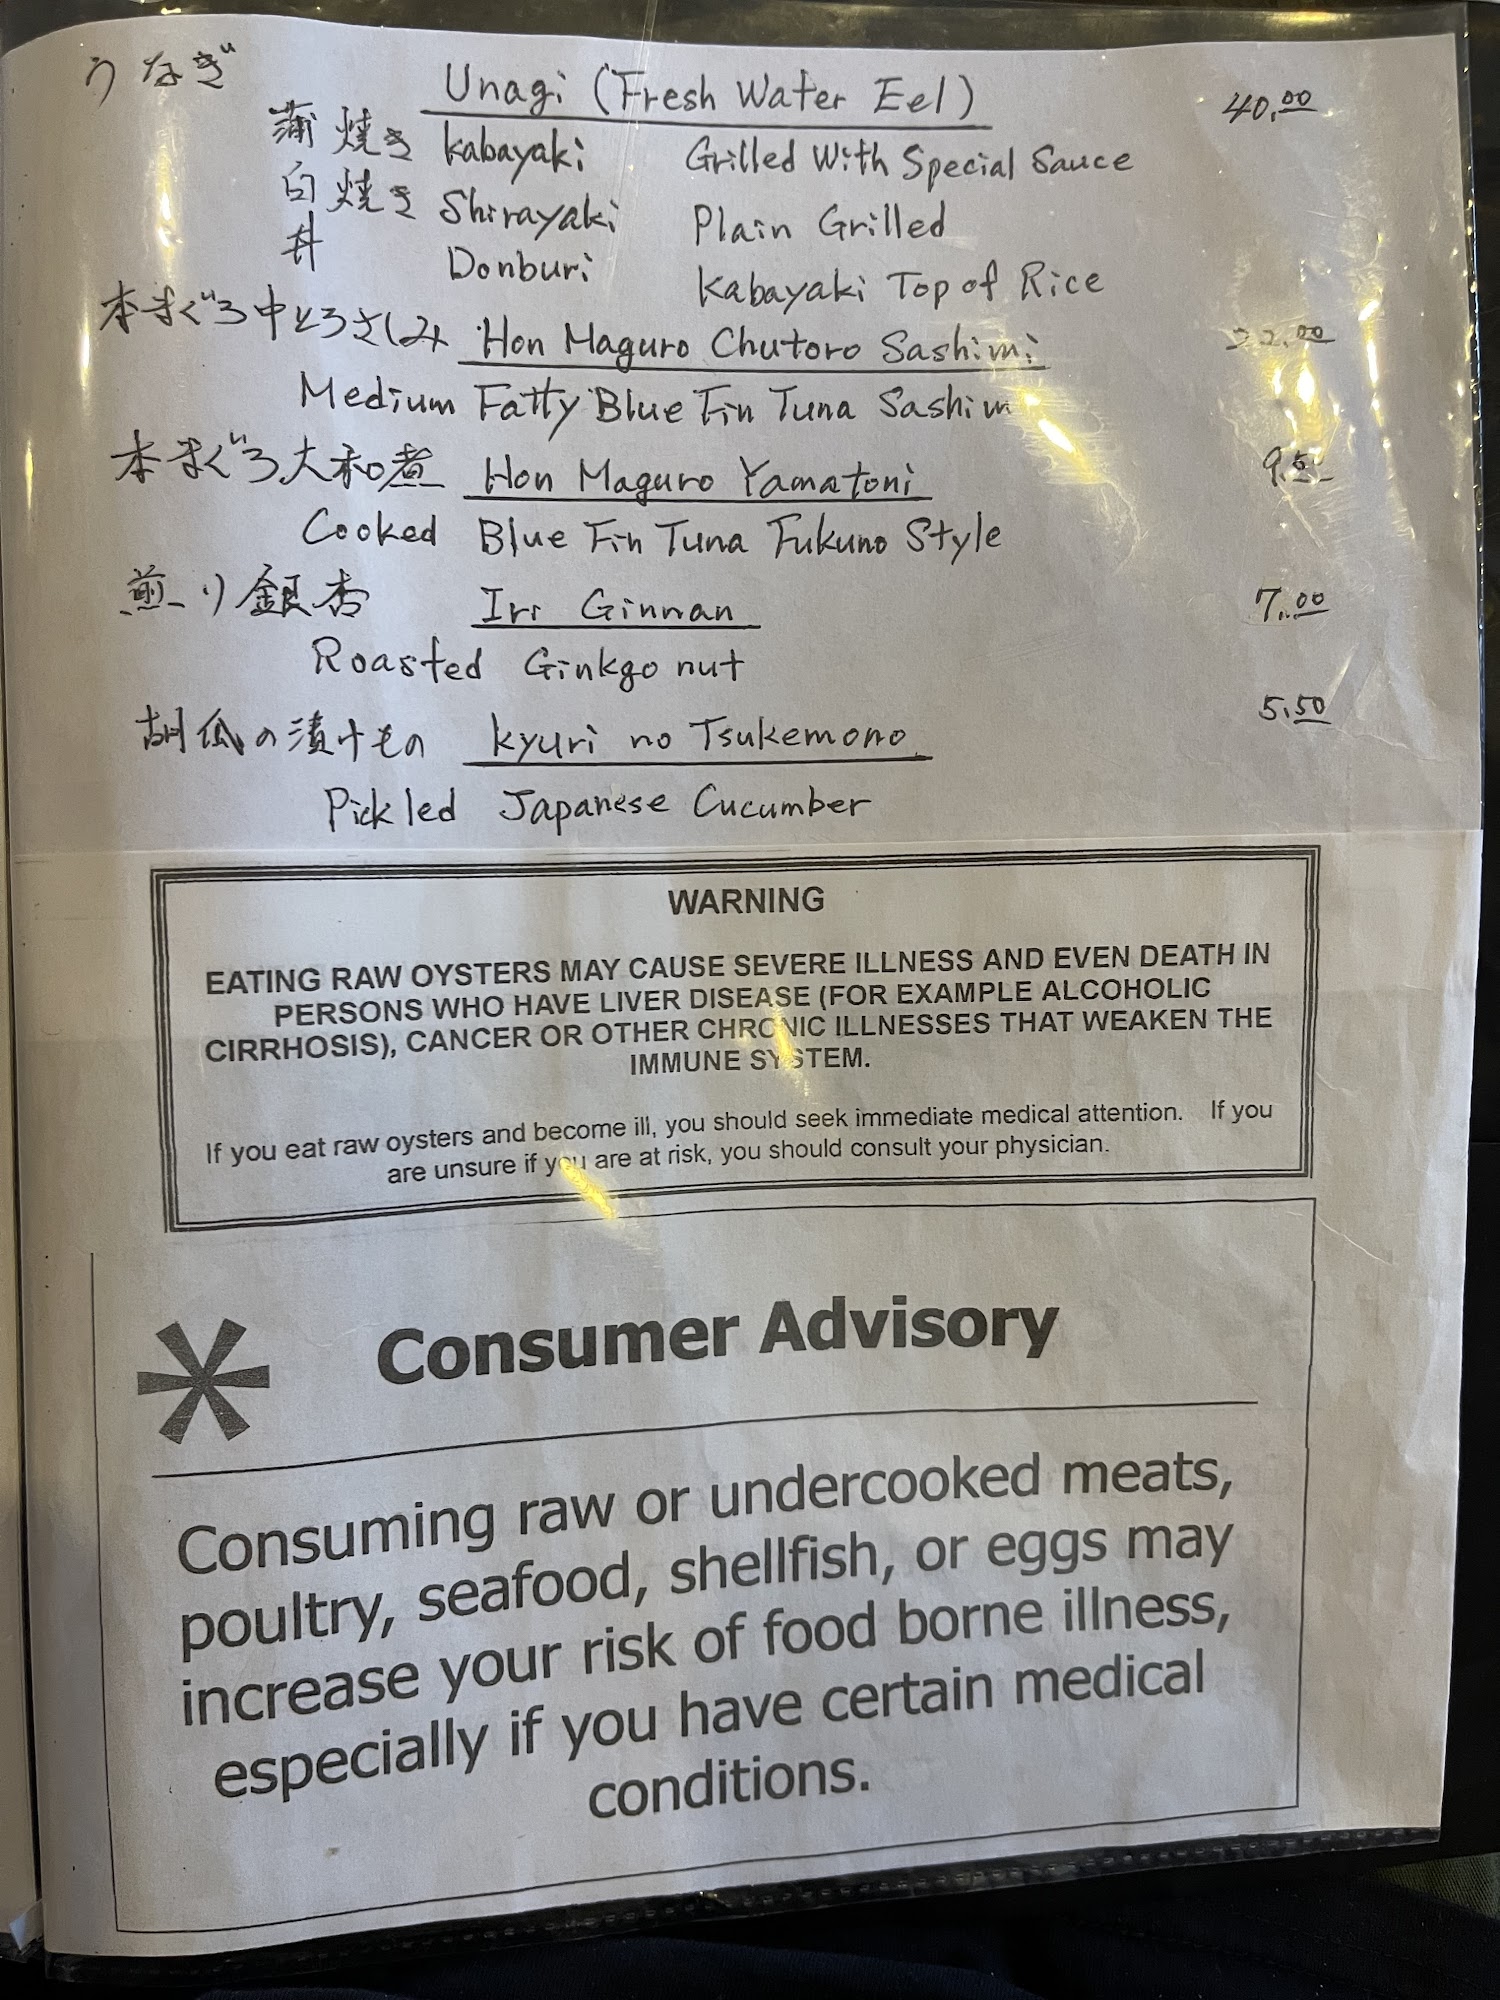 うなぎ Unagi (Fresh Water Eel) 40.00
蒲焼き Kabayaki Grilled With Special Sauce
白焼き Shirayaki Plain Grilled
丼 Donburi Kabayaki Top of Rice
本まぐろ中とろさしみ Hon Maguro Chutoro Sashimi 22.00
Medium Fatty Blue Fin Tuna Sashimi
本まぐろ大和煮 Hon Maguro Yamatoni
Cooked Blue Fin Tuna Fukuno Style
煎り銀杏 Iri Ginnan 7.00
Roasted Ginkgo nut
胡瓜の漬けもの Kyuri no Tsukemono 5.50
Pickled Japanese Cucumber
WARNING
EATING RAW OYSTERS MAY CAUSE SEVERE ILLNESS AND EVEN DEATH IN
PERSONS WHO HAVE LIVER DISEASE (FOR EXAMPLE ALCOHOLIC
CIRRHOSIS), CANCER OR OTHER CHRONIC ILLNESSES THAT WEAKEN THE
IMMUNE SYSTEM.
If you eat raw oysters and become ill, you should seek immediate medical attention. If you
are unsure if you are at risk, you should consult your physician.
* Consumer Advisory
Consuming raw or undercooked meats,
poultry, seafood, shellfish, or eggs may
increase your risk of food borne illness,
especially if you have certain medical
conditions.